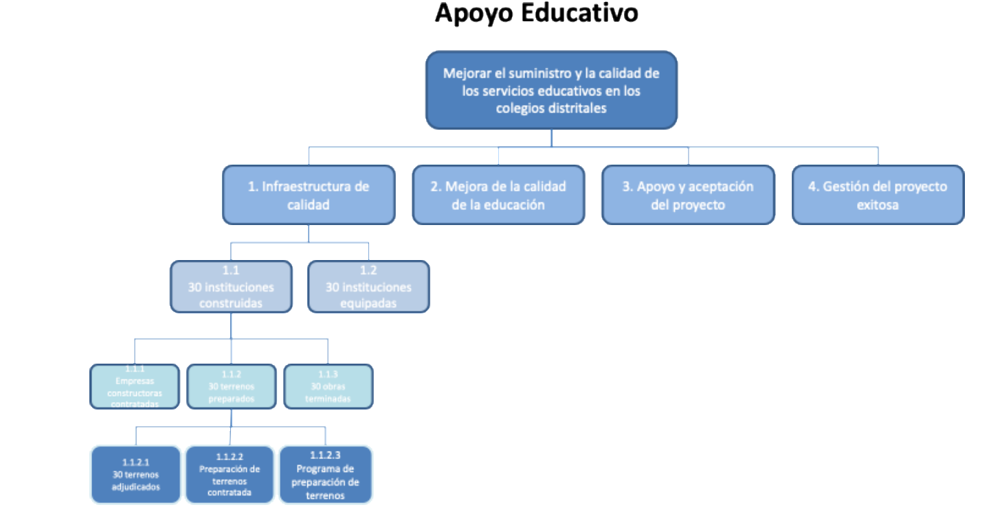 Apoyo Educativo
Mejorar el suministro y la calidad de
los servicios educativos en los
colegios distritales
1. Infraestructura de
calidad
2. Mejora de la calidad
de la educación
3. Apoyo y aceptación
del proyecto
4. Gestión del proyecto
exitosa
1.1
30 instituciones
construidas
1.2
30 instituciones
equipadas
1.1.1
Empresas
constructoras
contratadas
1.1.2
30 terrenos
preparados
1.1.3
30 obras
terminadas
1.1.2.1
30 terrenos
adjudicados
1.1.2.2
Preparación de
terrenos
contratada
1.1.2.3
Programa de
preparación de
terrenos